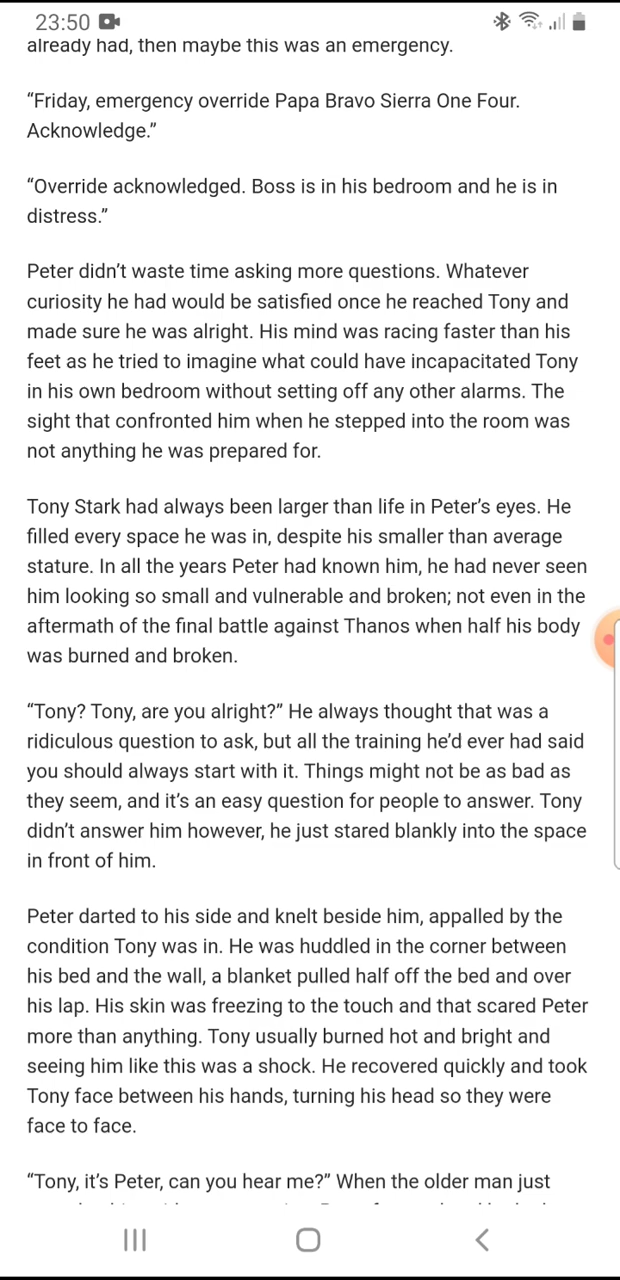 23:50
already had, then maybe this was an emergency.
“Friday, emergency override Papa Bravo Sierra One Four.
Acknowledge.”
“Override acknowledged. Boss is in his bedroom and he is in
distress.”
Peter didn’t waste time asking more questions. Whatever
curiosity he had would be satisfied once he reached Tony and
made sure he was alright. His mind was racing faster than his
feet as he tried to imagine what could have incapacitated Tony
in his own bedroom without setting off any other alarms. The
sight that confronted him when he stepped into the room was
not anything he was prepared for.
Tony Stark had always been larger than life in Peter’s eyes. He
filled every space he was in, despite his smaller than average
stature. In all the years Peter had known him, he had never seen
him looking so small and vulnerable and broken; not even in the
aftermath of the final battle against Thanos when half his body
was burned and broken.
“Tony? Tony, are you alright?” He always thought that was a
ridiculous question to ask, but all the training he’d ever had said
you should always start with it. Things might not be as bad as
they seem, and it’s an easy question for people to answer. Tony
didn’t answer him however, he just stared blankly into the space
in front of him.
Peter darted to his side and knelt beside him, appalled by the
condition Tony was in. He was huddled in the corner between
his bed and the wall, a blanket pulled half off the bed and over
his lap. His skin was freezing to the touch and that scared Peter
more than anything. Tony usually burned hot and bright and
seeing him like this was a shock. He recovered quickly and took
Tony face between his hands, turning his head so they were
face to face.
“Tony, it’s Peter, can you hear me?” When the older man just